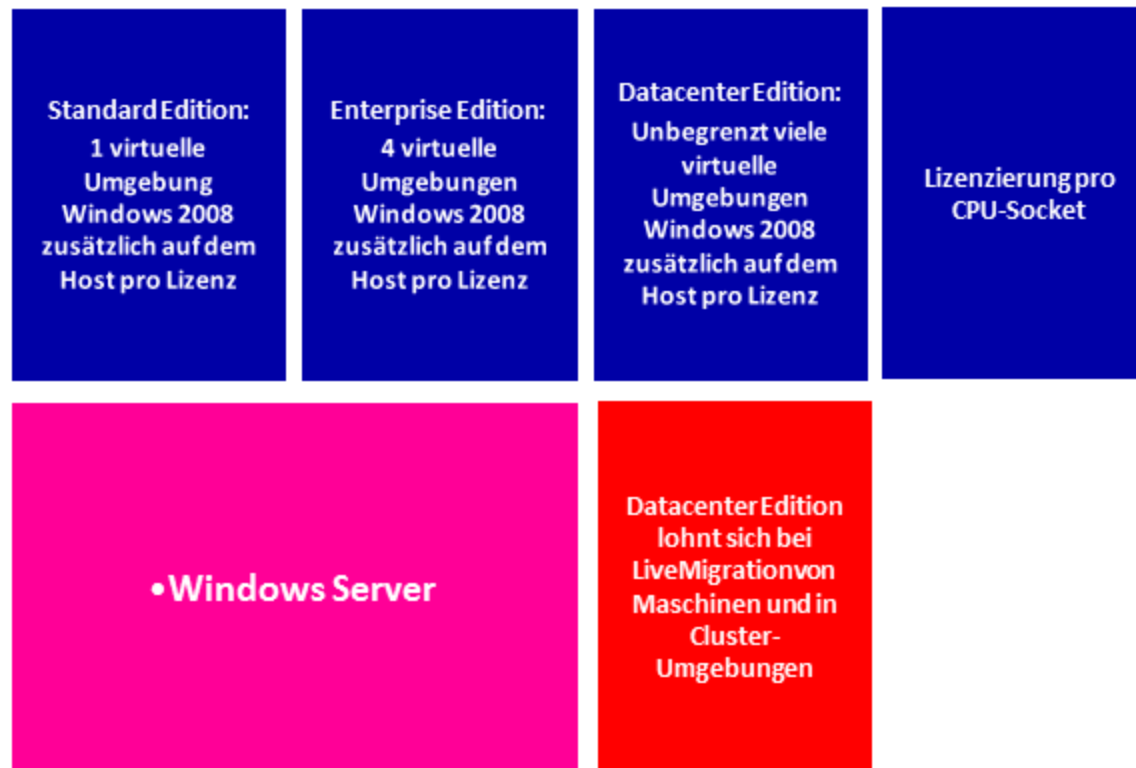 Standard Edition:
1 virtuelle
Umgebung
Windows 2008
zusätzlich auf dem
Host pro Lizenz
Enterprise Edition:
4 virtuelle
Umgebungen
Windows 2008
zusätzlich auf dem
Host pro Lizenz
Datacenter Edition:
Unbegrenzt viele
virtuelle
Umgebungen
Windows 2008
zusätzlich auf dem
Host pro Lizenz
Lizenzierung pro
CPU-Socket
•Windows Server
Datacenter Edition
lohnt sich bei
LiveMigrationvon
Maschinen und in
Cluster-
Umgebungen